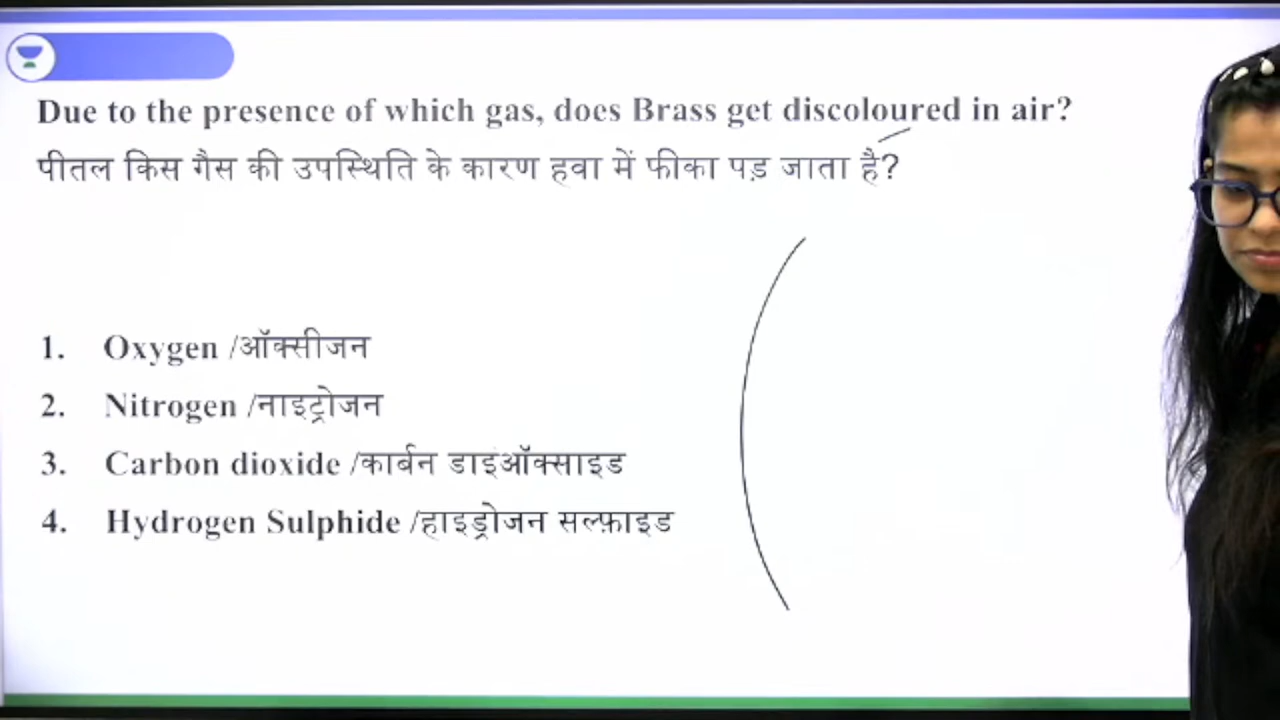 Due to the presence of which gas, does Brass get discoloured in air?
पीतल किस गैस की उपस्थिति के कारण हवा में फीका पड़ जाता है?
1. Oxygen /ऑक्सीजन
2. Nitrogen /नाइट्रोजन
3. Carbon dioxide /कार्बन डाइऑक्साइड
4. Hydrogen Sulphide /हाइड्रोजन सल्फ़ाइड